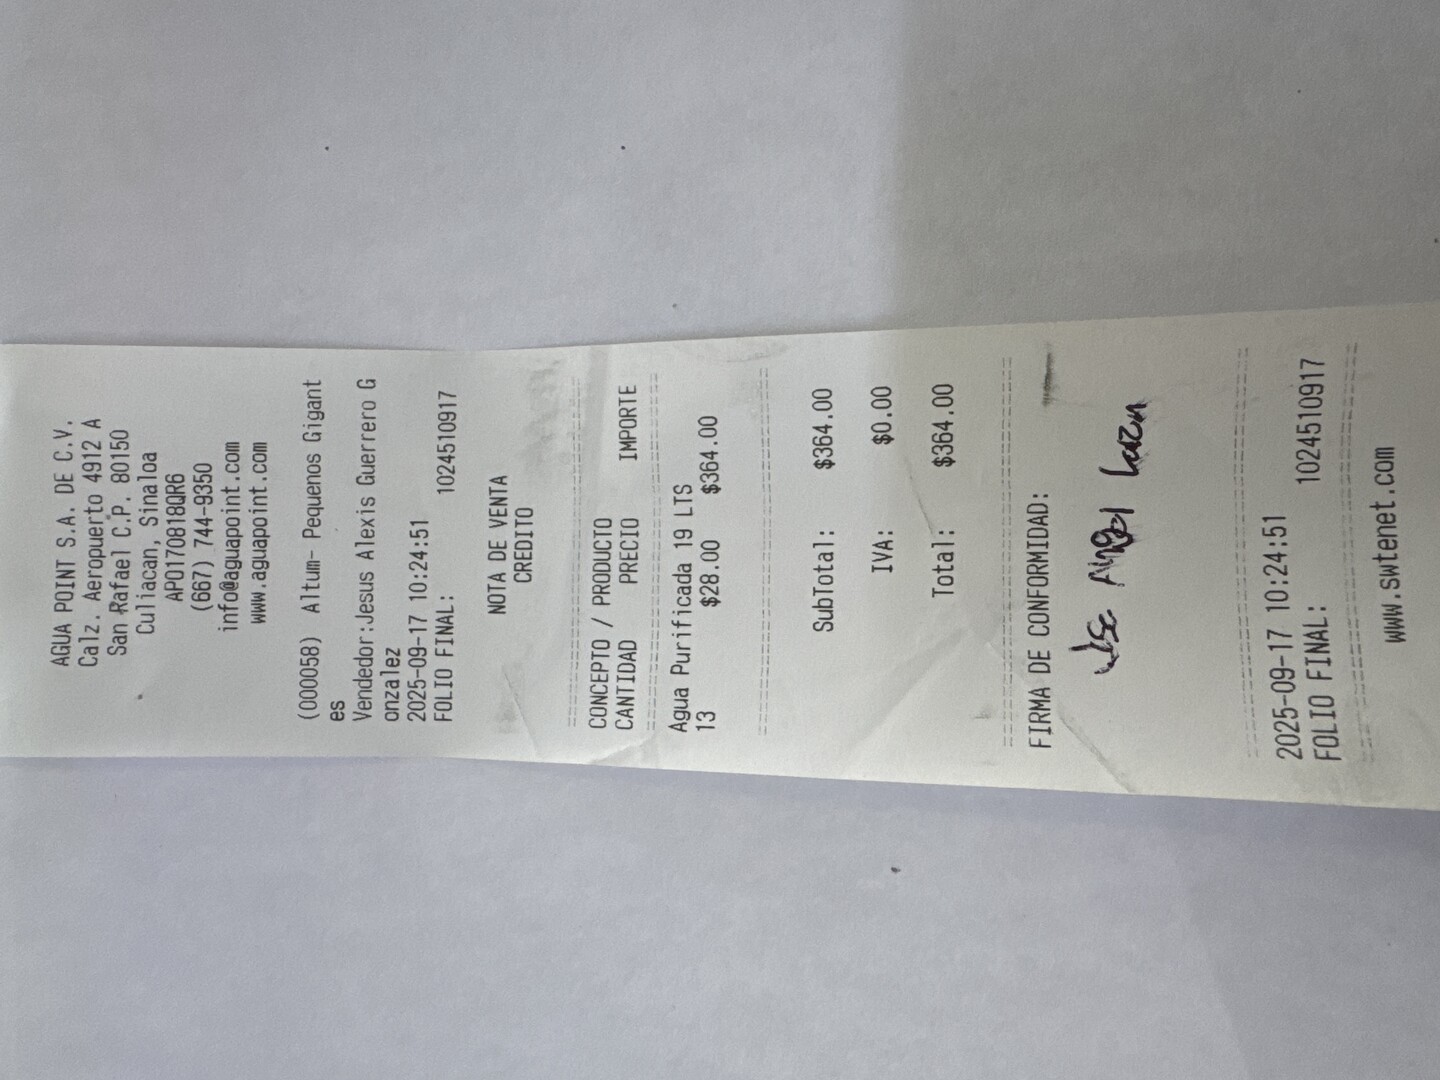 AGUA POINT S.A. DE C.V.
Calz. Aeropuerto 4912 A
San Rafael C.P. 80150
Culiacan, Sinaloa
APO170818QR6
(667) 744-9350
info@aguapoint.com
www.aguapoint.com
(000058) Altum- Pequenos Gigant
es
Vendedor:Jesus Alexis Guerrero G
onzalez
2025-09-17 10:24:51
FOLIO FINAL: 1024510917
NOTA DE VENTA
CREDITO
CONCEPTO / PRODUCTO
CANTIDAD PRECIO IMPORTE
Agua Purificada 19 LTS
13 $28.00 $364.00
SubTotal: $364.00
IVA: $0.00
Total: $364.00
FIRMA DE CONFORMIDAD:
Jose Angel
2025-09-17 10:24:51
FOLIO FINAL: 1024510917
www.swtenet.com